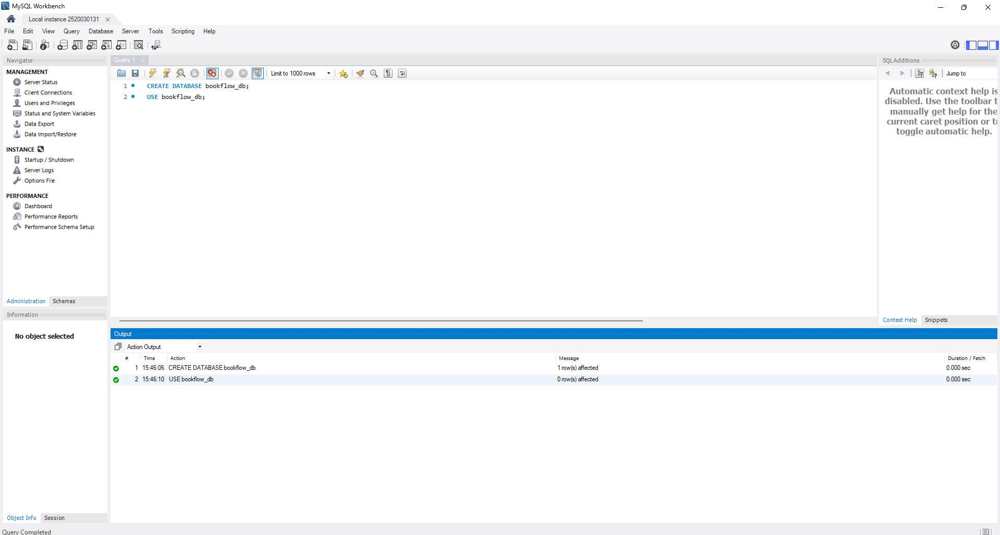 MySQL Workbench
Local instance 2520030131
File Edit View Query Database Server Tools Scripting Help
Navigator
MANAGEMENT
Server Status
Client Connections
Users and Privileges
Status and System Variables
Data Export
Data Import/Restore
INSTANCE
Startup / Shutdown
Server Logs
Options File
PERFORMANCE
Dashboard
Performance Reports
Performance Schema Setup
Administration Schemas
Information
No object selected
Object Info Session
Query 1
Limit to 1000 rows
1 CREATE DATABASE bookflow_db;
2 USE bookflow_db;
SQLAdditions
Jump to
Automatic context help is
disabled. Use the toolbar t
manually get help for the
current caret position or to
toggle automatic help.
Context Help Snippets
Output
Action Output
# Time Action Message Duration / Fetch
1 15:46:06 CREATE DATABASE bookflow_db 1 row(s) affected 0.000 sec
2 15:46:10 USE bookflow_db 0 row(s) affected 0.000 sec
Query Completed